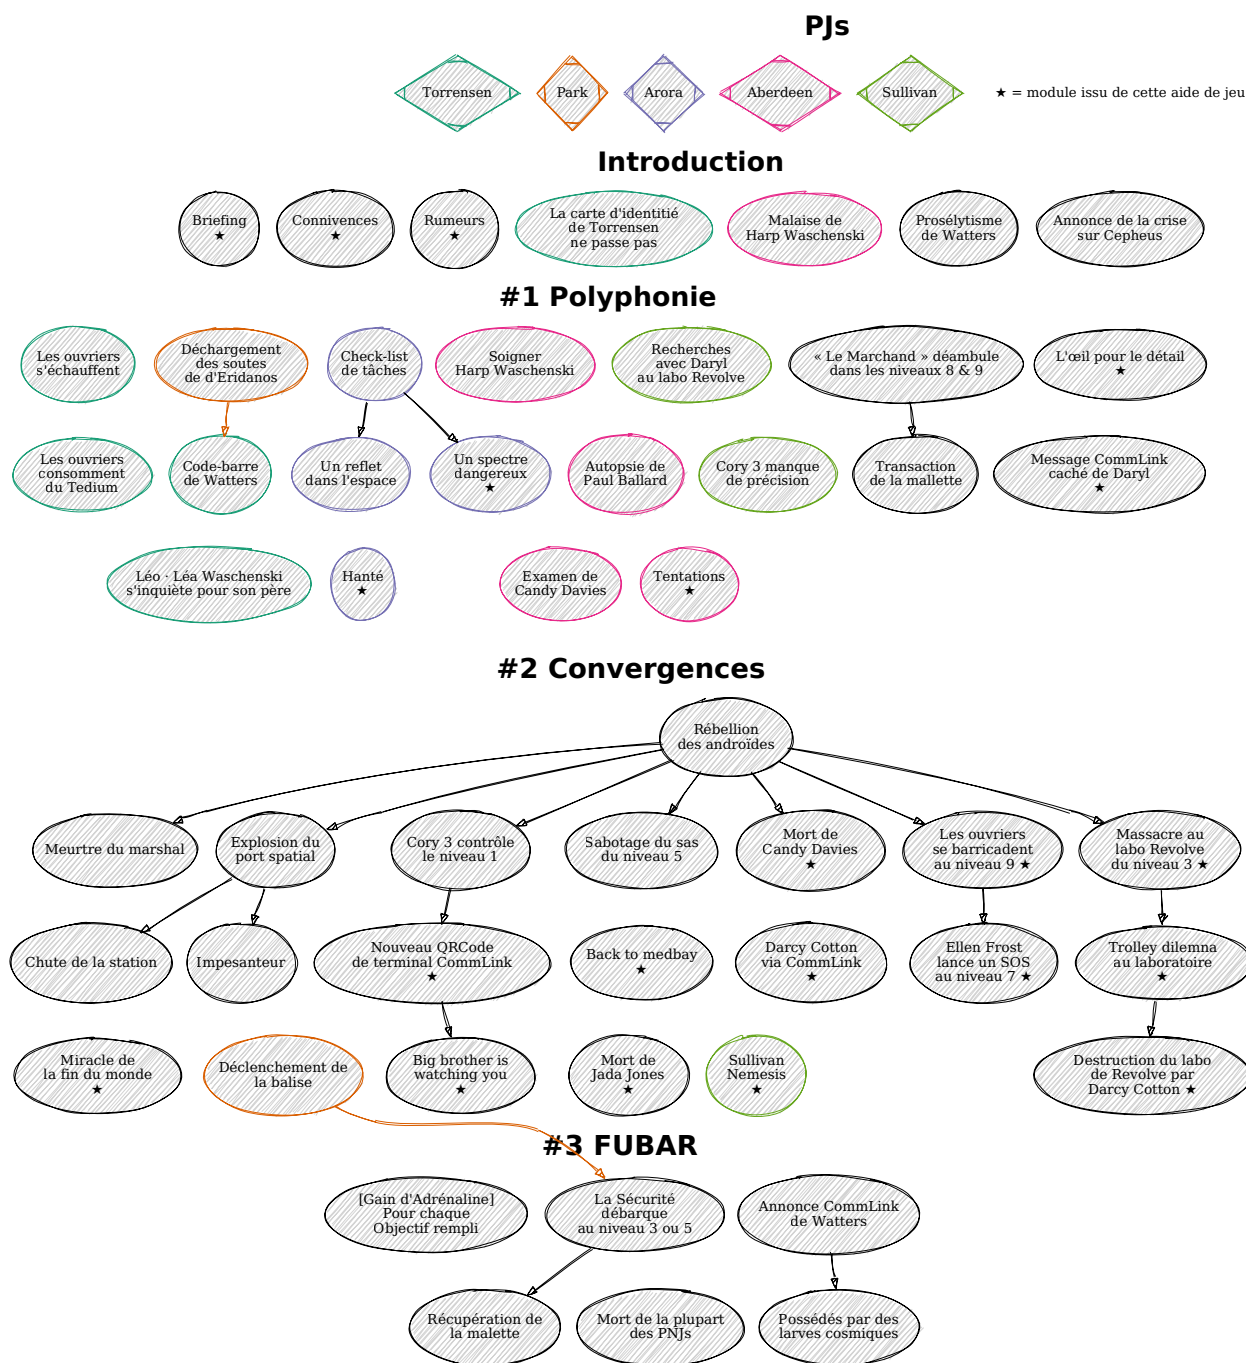 PJs
Torrensen
Park
Arora
Aberdeen
Sullivan
★ = module issu de cette aide de jeu
Introduction
Briefing
★
Connivences
★
Rumeurs
★
La carte d'identitié
de Torrensen
ne passe pas
Malaise de
Harp Waschenski
Prosélytisme
de Watters
Annonce de la crise
sur Cepheus
#1 Polyphonie
Les ouvriers
s'échauffent
Déchargement
des soutes
de d'Eridanos
Check-list
de tâches
Soigner
Harp Waschenski
Recherches
avec Daryl
au labo Revolve
« Le Marchand » déambule
dans les niveaux 8 & 9
L'œil pour le détail
★
Les ouvriers
consomment
du Tedium
Code-barre
de Watters
Un reflet
dans l'espace
Un spectre
dangereux
★
Autopsie de
Paul Ballard
Cory 3 manque
de précision
Transaction
de la mallette
Message CommLink
caché de Daryl
★
Léo · Léa Waschenski
s'inquiète pour son père
Hanté
★
Examen de
Candy Davies
Tentations
★
#2 Convergences
Rébellion
des androïdes
Meurtre du marshal
Explosion du
port spatial
Cory 3 contrôle
le niveau 1
Sabotage du sas
du niveau 5
Mort de
Candy Davies
★
Les ouvriers
se barricadent
au niveau 9 ★
Massacre au
labo Revolve
du niveau 3 ★
Chute de la station
Impesanteur
Nouveau QRCode
de terminal CommLink
★
Back to medbay
★
Darcy Cotton
via CommLink
★
Ellen Frost
lance un SOS
au niveau 7 ★
Trolley dilemna
au laboratoire
★
Miracle de
la fin du monde
★
Déclenchement de
la balise
Big brother is
watching you
★
Mort de
Jada Jones
★
Sullivan
Nemesis
★
Destruction du labo
de Revolve par
Darcy Cotton ★
#3 FUBAR
[Gain d'Adrénaline]
Pour chaque
Objectif rempli
La Sécurité
débarque
au niveau 3 ou 5
Annonce CommLink
de Watters
Récupération de
la malette
Mort de la plupart
des PNJs
Possédés par des
larves cosmiques